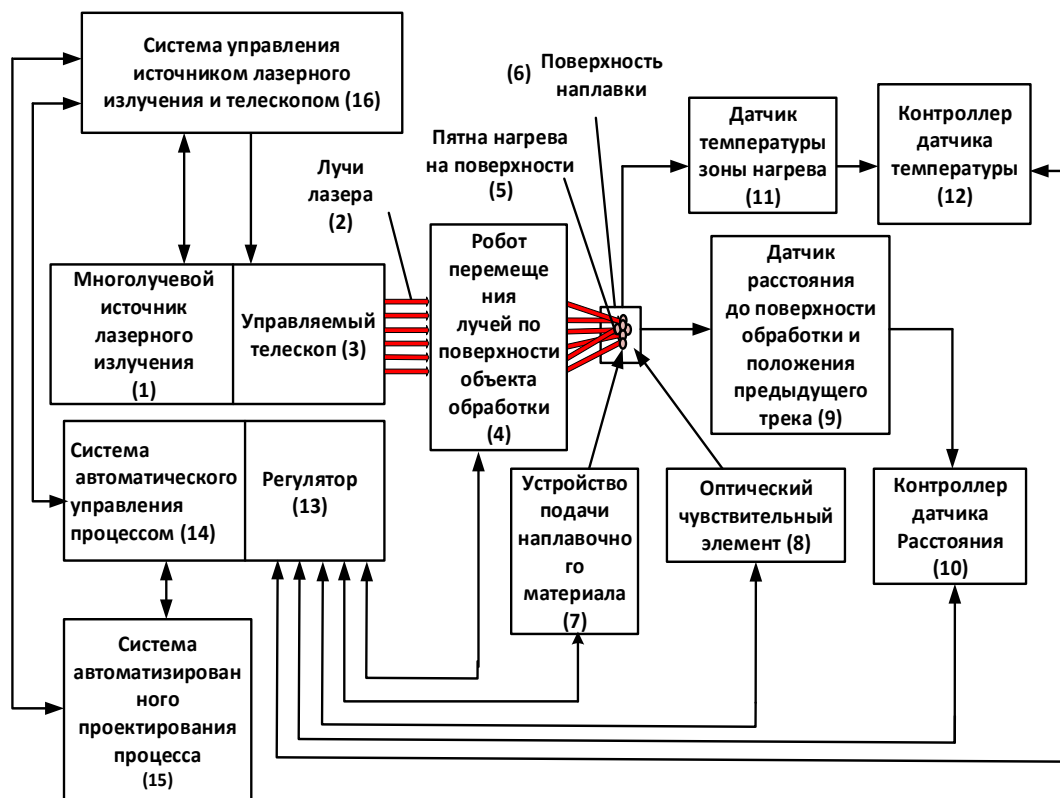 Система управления
источником лазерного
излучения и телескопом (16)
(6) Поверхность
наплавки
Пятна нагрева
на поверхности
(5)
Лучи
лазера
(2)
Датчик
температуры
зоны нагрева
(11)
Контроллер
датчика
температуры
(12)
Многолучевой
источник
лазерного
излучения
(1)
Управляемый
телескоп (3)
Робот
перемеще
ния
лучей по
поверхности
объекта
обработки
(4)
Датчик
расстояния
до поверхности
обработки и
положения
предыдущего
трека (9)
Система
автоматического
управления
процессом (14)
Регулятор
(13)
Устройство
подачи
наплавочно
го
материала
(7)
Оптический
чувствительный
элемент (8)
Контроллер
датчика
Расстояния
(10)
Система
автоматизирован
ного
проектирования
процесса
(15)